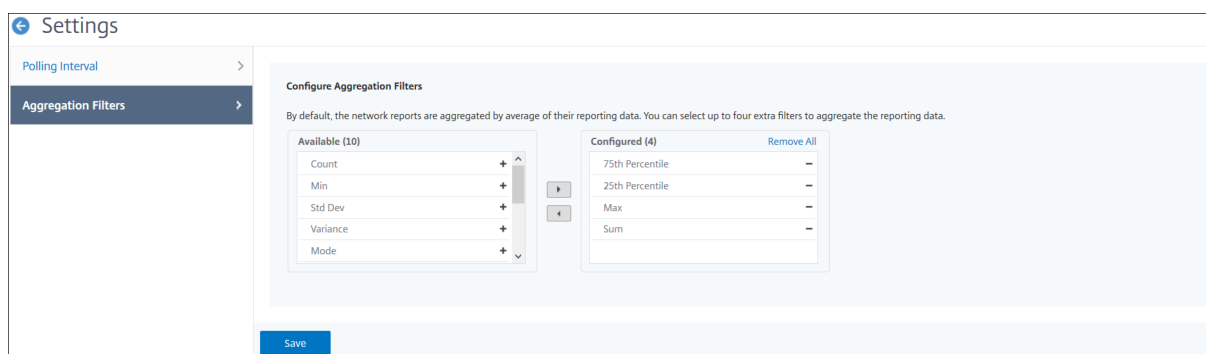 Settings
Polling Interval
Aggregation Filters
Configure Aggregation Filters
By default, the network reports are aggregated by average of their reporting data. You can select up to four extra filters to aggregate the reporting data.
Available (10)
Count
Min
Std Dev
Variance
Mode
Configured (4) Remove All
75th Percentile
25th Percentile
Max
Sum
Save